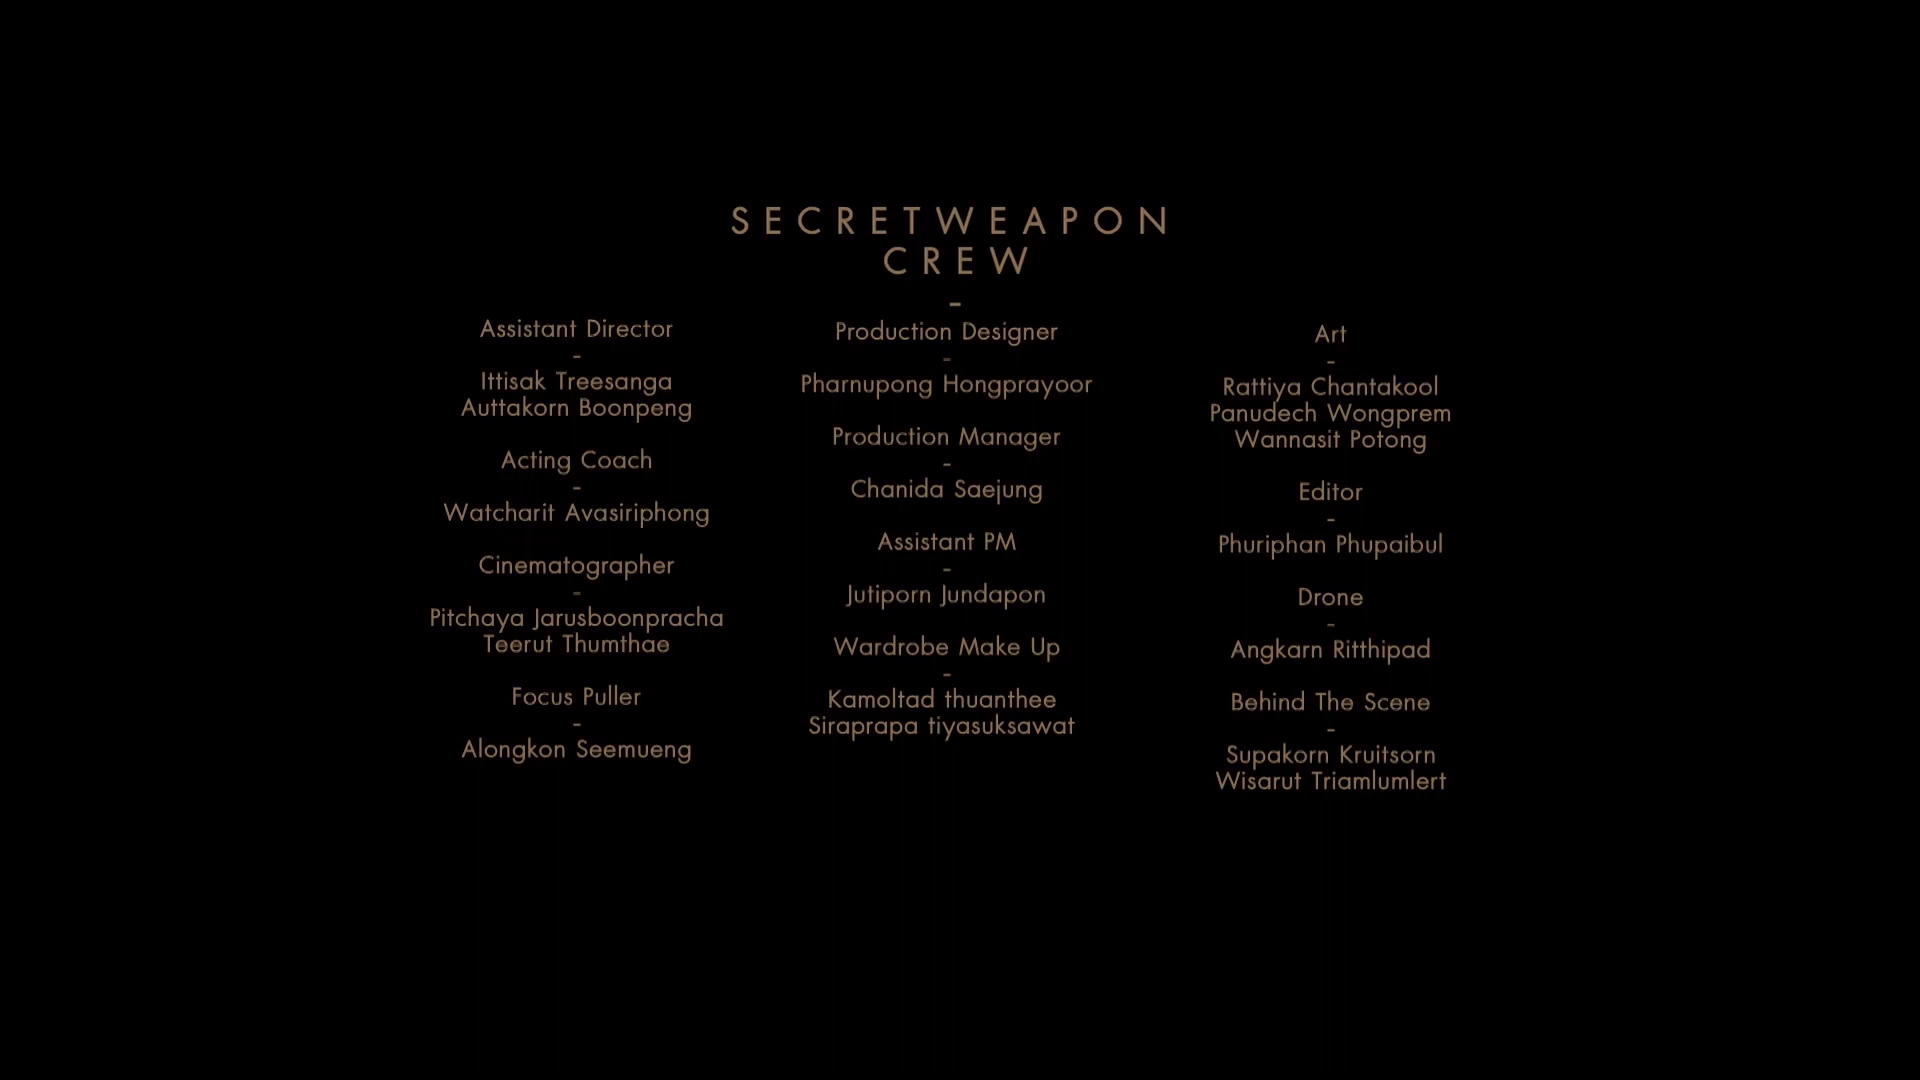 SECRETWEAPON
CREW
-
Assistant Director
-
Ittisak Treesanga
Auttakorn Boonpeng
Acting Coach
-
Watcharit Avasiriphong
Cinematographer
-
Pitchaya Jarusboonpracha
Teerut Thumthae
Focus Puller
-
Alongkon Seemueng
Production Designer
-
Pharnupong Hongprayoor
Production Manager
-
Chanida Saejung
Assistant PM
-
Jutiporn Jundapon
Wardrobe Make Up
-
Kamoltad thuanthee
Siraprapa tiyasuksawat
Art
-
Rattiya Chantakool
Panudech Wongprem
Wannasit Potong
Editor
-
Phuriphan Phupaibul
Drone
-
Angkarn Ritthipad
Behind The Scene
-
Supakorn Kruitsorn
Wisarut Triamlumlert